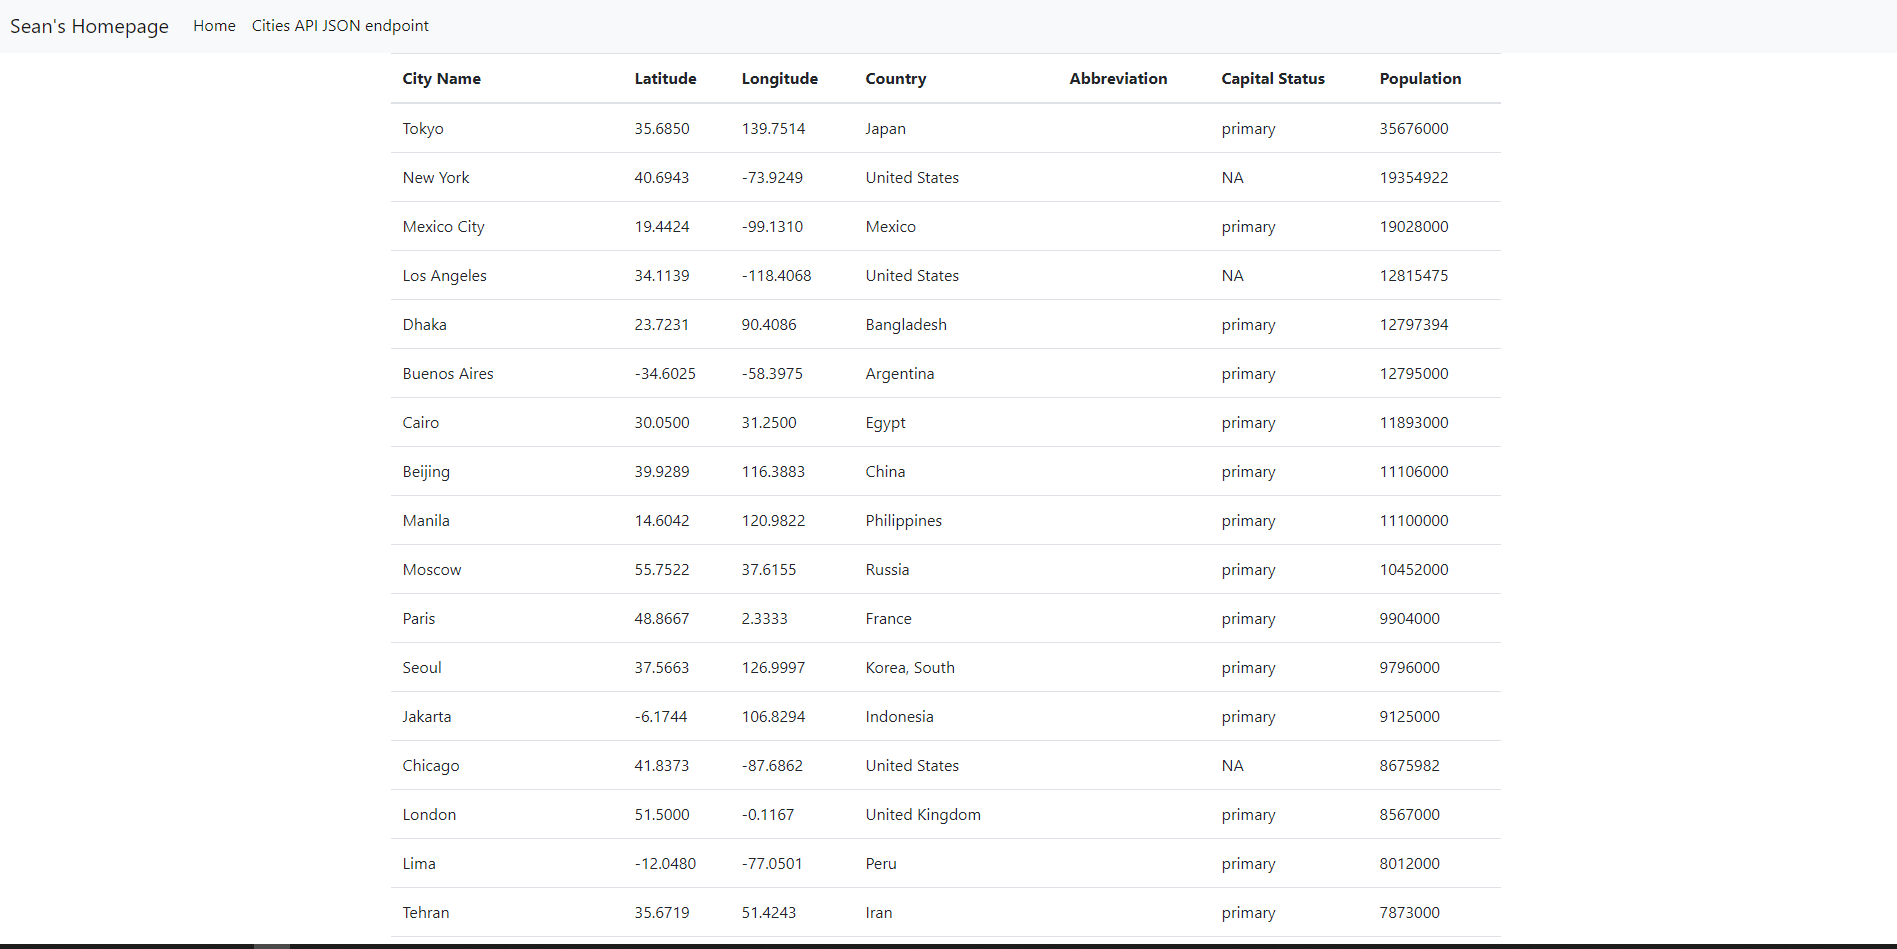 Sean's Homepage Home Cities API JSON endpoint
City Name Latitude Longitude Country Abbreviation Capital Status Population
Tokyo 35.6850 139.7514 Japan primary 35676000
New York 40.6943 -73.9249 United States NA 19354922
Mexico City 19.4424 -99.1310 Mexico primary 19028000
Los Angeles 34.1139 -118.4068 United States NA 12815475
Dhaka 23.7231 90.4086 Bangladesh primary 12797394
Buenos Aires -34.6025 -58.3975 Argentina primary 12795000
Cairo 30.0500 31.2500 Egypt primary 11893000
Beijing 39.9289 116.3883 China primary 11106000
Manila 14.6042 120.9822 Philippines primary 11100000
Moscow 55.7522 37.6155 Russia primary 10452000
Paris 48.8667 2.3333 France primary 9904000
Seoul 37.5663 126.9997 Korea, South primary 9796000
Jakarta -6.1744 106.8294 Indonesia primary 9125000
Chicago 41.8373 -87.6862 United States NA 8675982
London 51.5000 -0.1167 United Kingdom primary 8567000
Lima -12.0480 -77.0501 Peru primary 8012000
Tehran 35.6719 51.4243 Iran primary 7873000